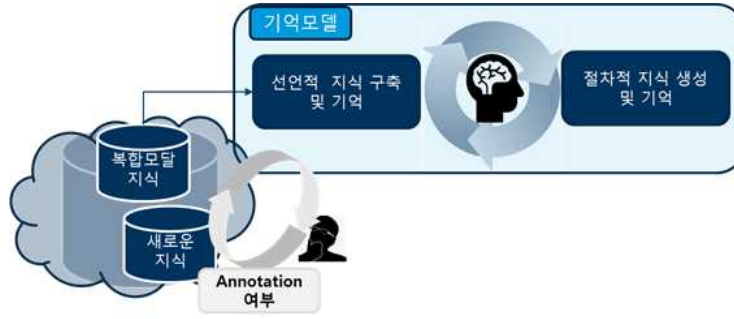 기억모델
선언적 지식 구축
및 기억
절차적 지식 생성
및 기억
복합모달
지식
새로운
지식
Annotation
여부